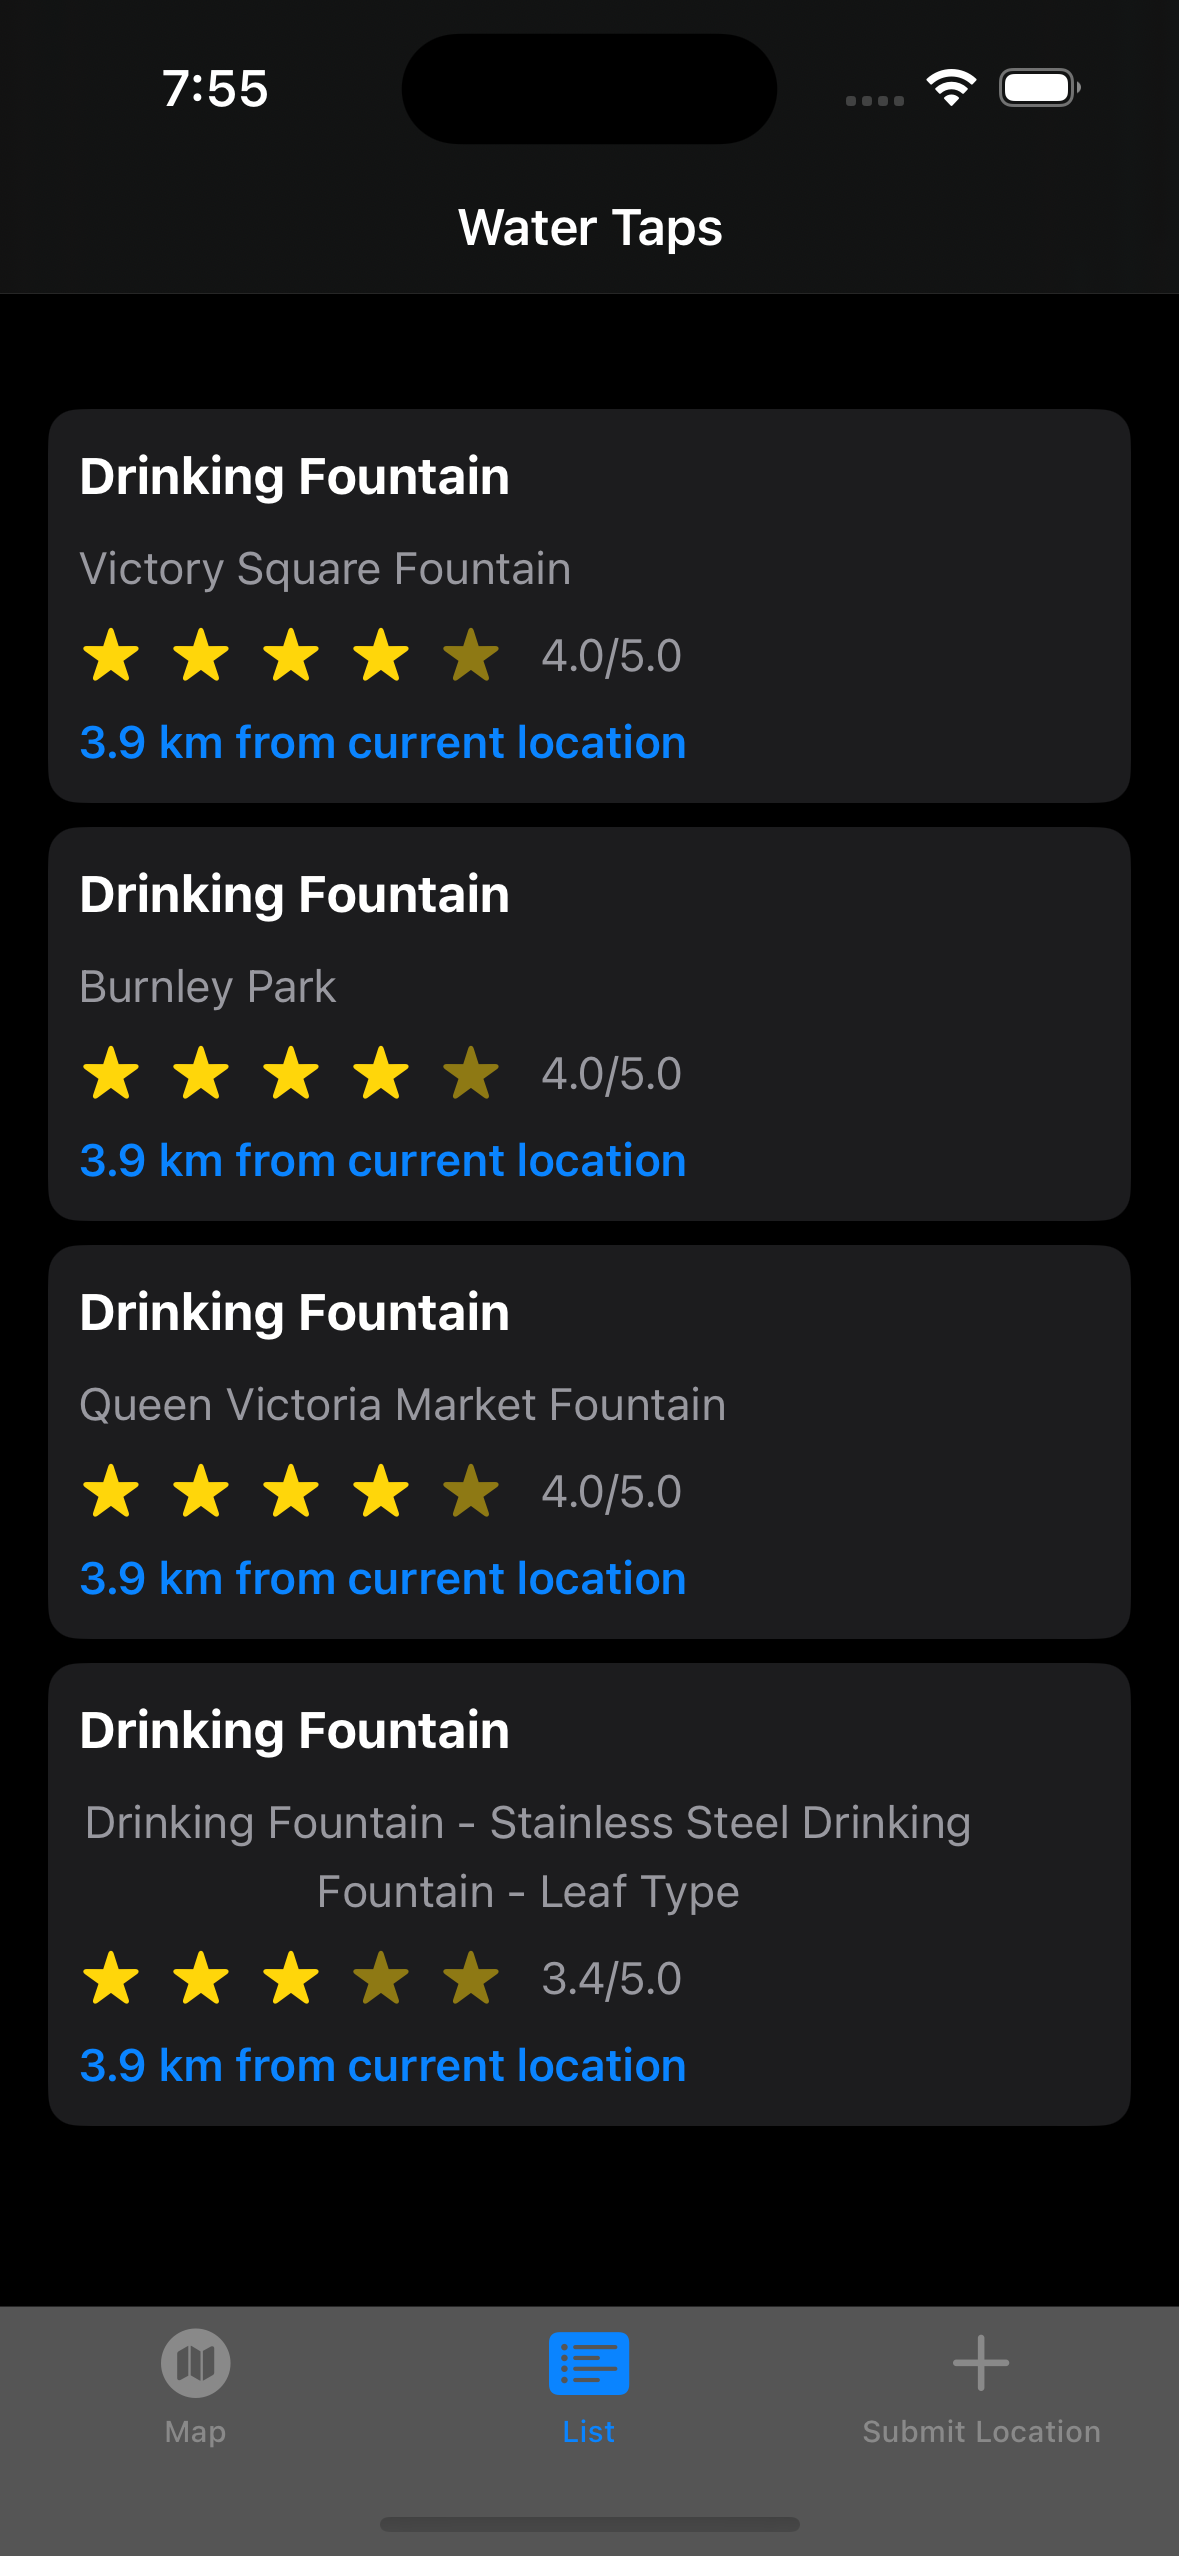 7:55
Water Taps
Drinking Fountain
Victory Square Fountain
4.0/5.0
3.9 km from current location
Drinking Fountain
Burnley Park
4.0/5.0
3.9 km from current location
Drinking Fountain
Queen Victoria Market Fountain
4.0/5.0
3.9 km from current location
Drinking Fountain
Drinking Fountain - Stainless Steel Drinking
Fountain - Leaf Type
3.4/5.0
3.9 km from current location
Map
List
Submit Location